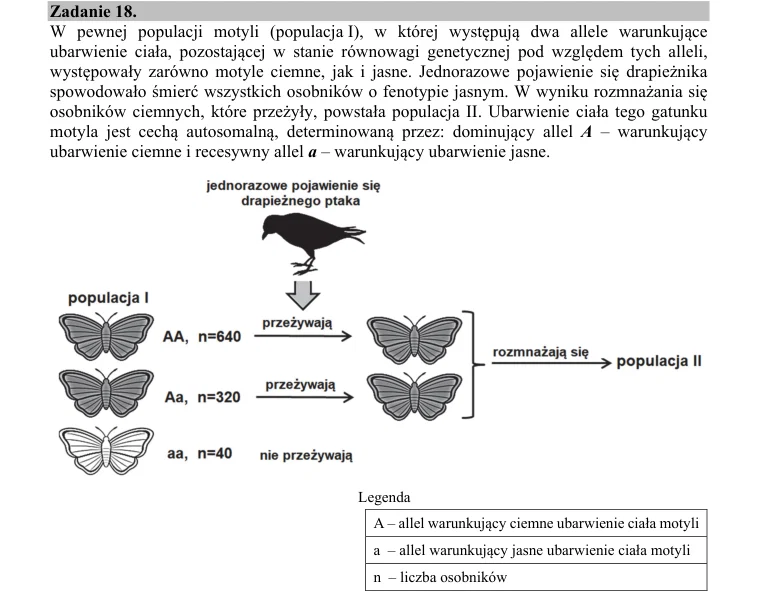 Zadanie 18.
W pewnej populacji motyli (populacja I), w której występują dwa allele warunkujące
ubarwienie ciała, pozostającej w stanie równowagi genetycznej pod względem tych alleli,
występowały zarówno motyle ciemne, jak i jasne. Jednorazowe pojawienie się drapieżnika
spowodowało śmierć wszystkich osobników o fenotypie jasnym. W wyniku rozmnażania się
osobników ciemnych, które przeżyły, powstała populacja II. Ubarwienie ciała tego gatunku
motyla jest cechą autosomalną, determinowaną przez: dominujący allel A – warunkujący
ubarwienie ciemne i recesywny allel a – warunkujący ubarwienie jasne.
jednorazowe pojawienie się
drapieżnego ptaka
populacja I
AA, n=640
przeżywają
rozmnażają się
populacja II
Aa, n=320
przeżywają
aa, n=40
nie przeżywają
Legenda
A – allel warunkujący ciemne ubarwienie ciała motyli
a – allel warunkujący jasne ubarwienie ciała motyli
n – liczba osobników